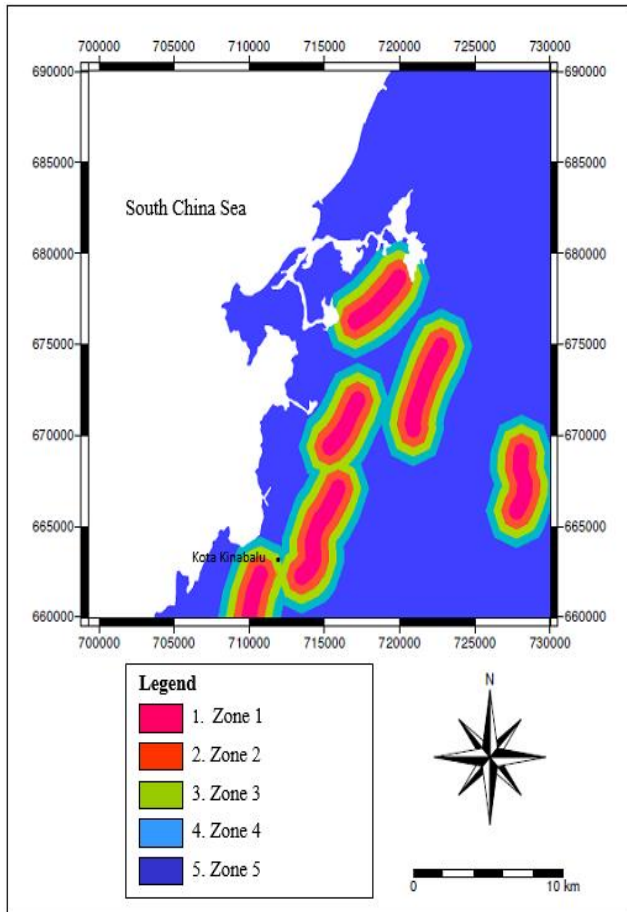 700000 705000 710000 715000 720000 725000 730000
690000 690000
685000 685000
South China Sea
680000 680000
675000 675000
670000 670000
665000 665000
Kota Kinabalu
660000 660000
700000 705000 710000 715000 720000 725000 730000
Legend
1. Zone 1
2. Zone 2
3. Zone 3
4. Zone 4
5. Zone 5
N
0 10 km